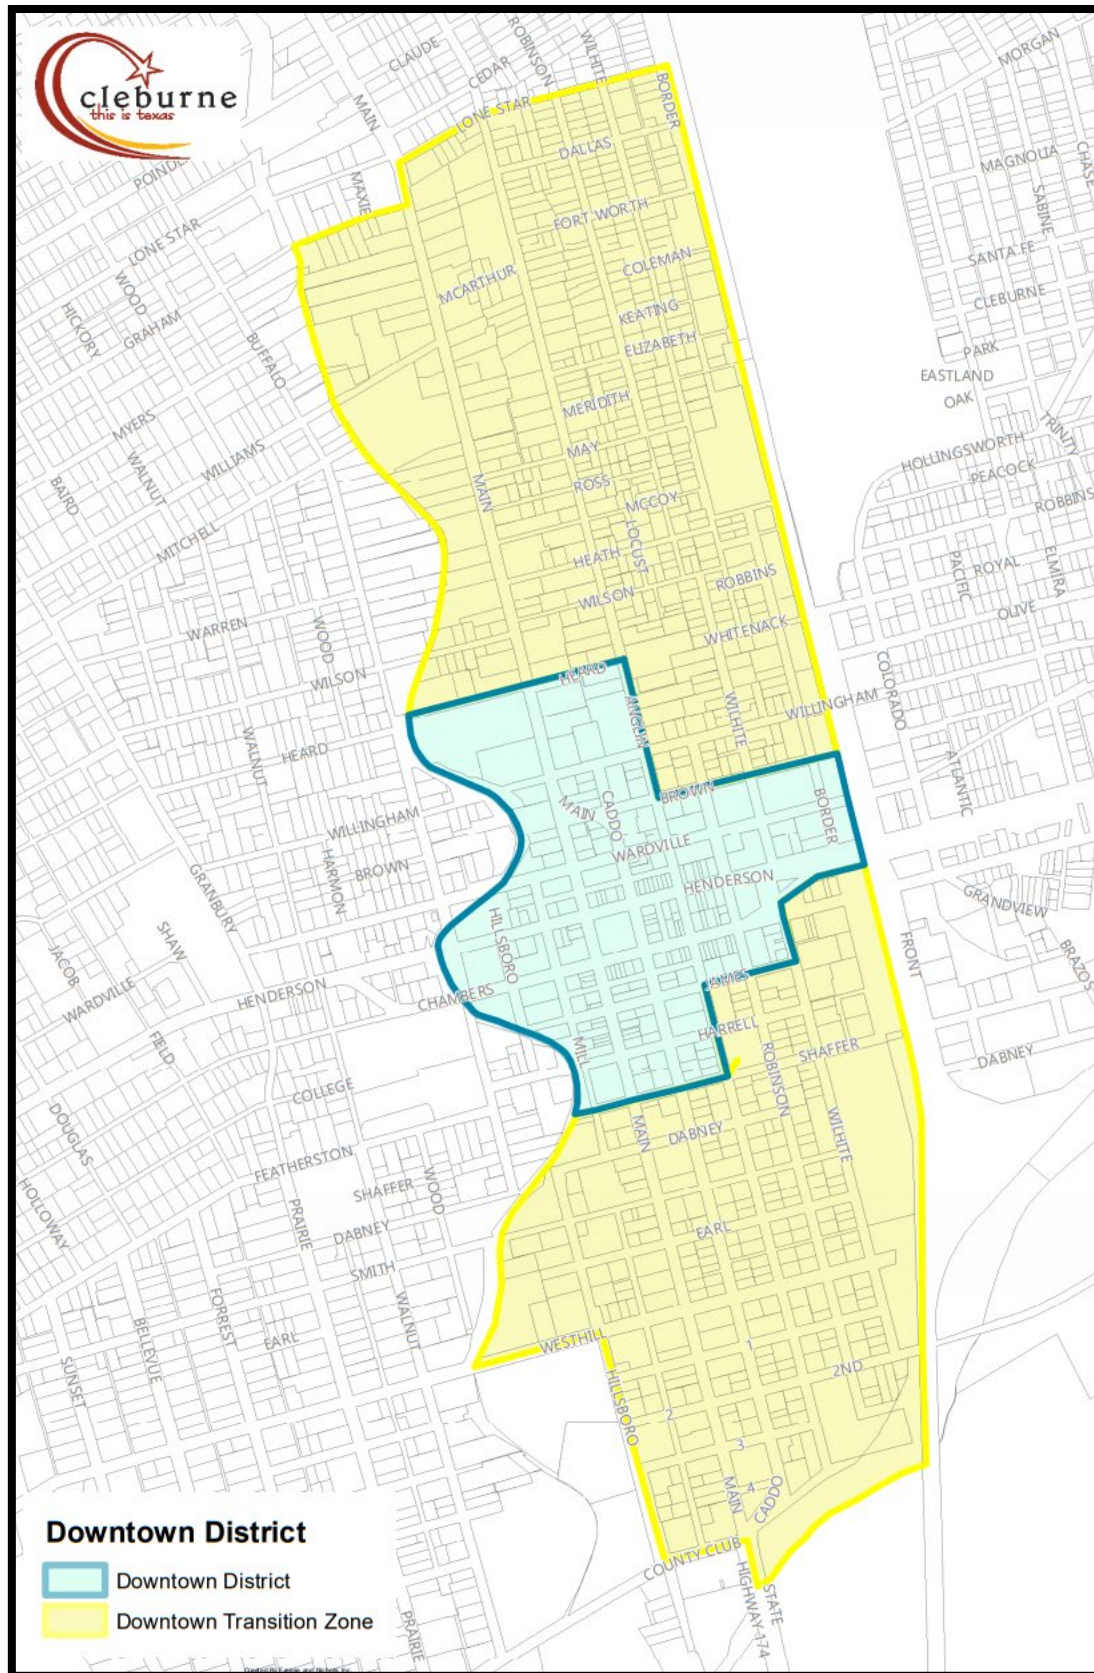 cleburne
this is texas
CLAUDE
CEDAR
ROBINSON
WILHITE
BORDER
MORGAN
MAIN
LONE STAR
DALLAS
MAGNOLIA
CHASE
MAXIE
SABINE
FORT WORTH
LONE STAR
WOOD
COLEMAN
SANTA FE
MCARTHUR
CLEBURNE
HICKORY
GRAHAM
KEATING
BUFFALO
ELIZABETH
PARK
EASTLAND
OAK
MERIDITH
MYERS
TRINITY
WILLIAMS
MAY
HOLLINGSWORTH
WALNUT
PEACOCK
BAIRD
MAIN
ROSS
ROBBINS
MCCOY
MITCHELL
LOCUST
HEATH
ROBBINS
PACIFIC
ROYAL
ELMIRA
WILSON
OLIVE
WARREN
WOOD
WHITENACK
WILSON
HEARD
COLORADO
ANGLIN
WILHITE
WILLINGHAM
WALNUT
HEARD
ATLANTIC
BROWN
MAIN
CADDO
BORDER
WILLINGHAM
WARDVILLE
HARMON
BROWN
HENDERSON
GRANBURY
GRANDVIEW
SHAW
HILLSBORO
FRONT
BRAZOS
JACOB
WARDVILLE
HENDERSON
CHAMBERS
JAMES
HARRELL
FIELD
MILL
SHAFFER
DABNEY
ROBINSON
COLLEGE
DOUGLAS
MAIN
DABNEY
WILHITE
FEATHERSTON
SHAFFER
WOOD
HOLLOWAY
PRAIRIE
DABNEY
EARL
SMITH
FORREST
WALNUT
EARL
BELLEVUE
WESTHILL
1
SUNSET
2ND
HILLSBORO
2
3
MAIN
4
CADDO
COUNTY CLUB
STATE
HIGHWAY 174
PRAIRIE
Downtown District
Downtown District
Downtown Transition Zone